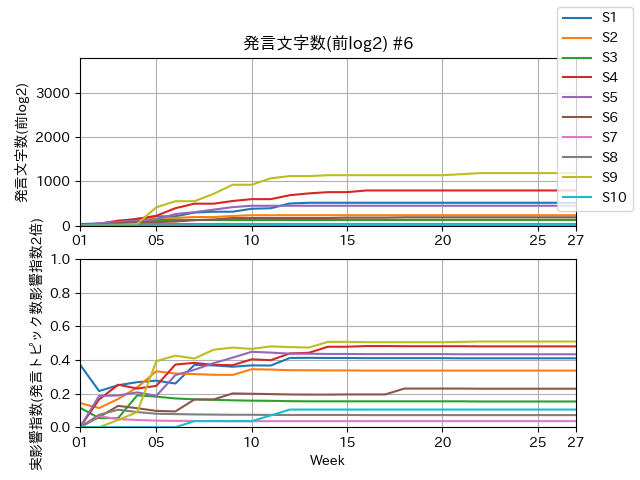 発言文字数(前log2) #6
発言文字数(前log2)
3000
2000
1000
0
01 05 10 15 20 25 27
S1
S2
S3
S4
S5
S6
S7
S8
S9
S10
実影響指数(発言トピック数影響指数2倍)
1.0
0.8
0.6
0.4
0.2
0.0
01 05 10 15 20 25 27
Week